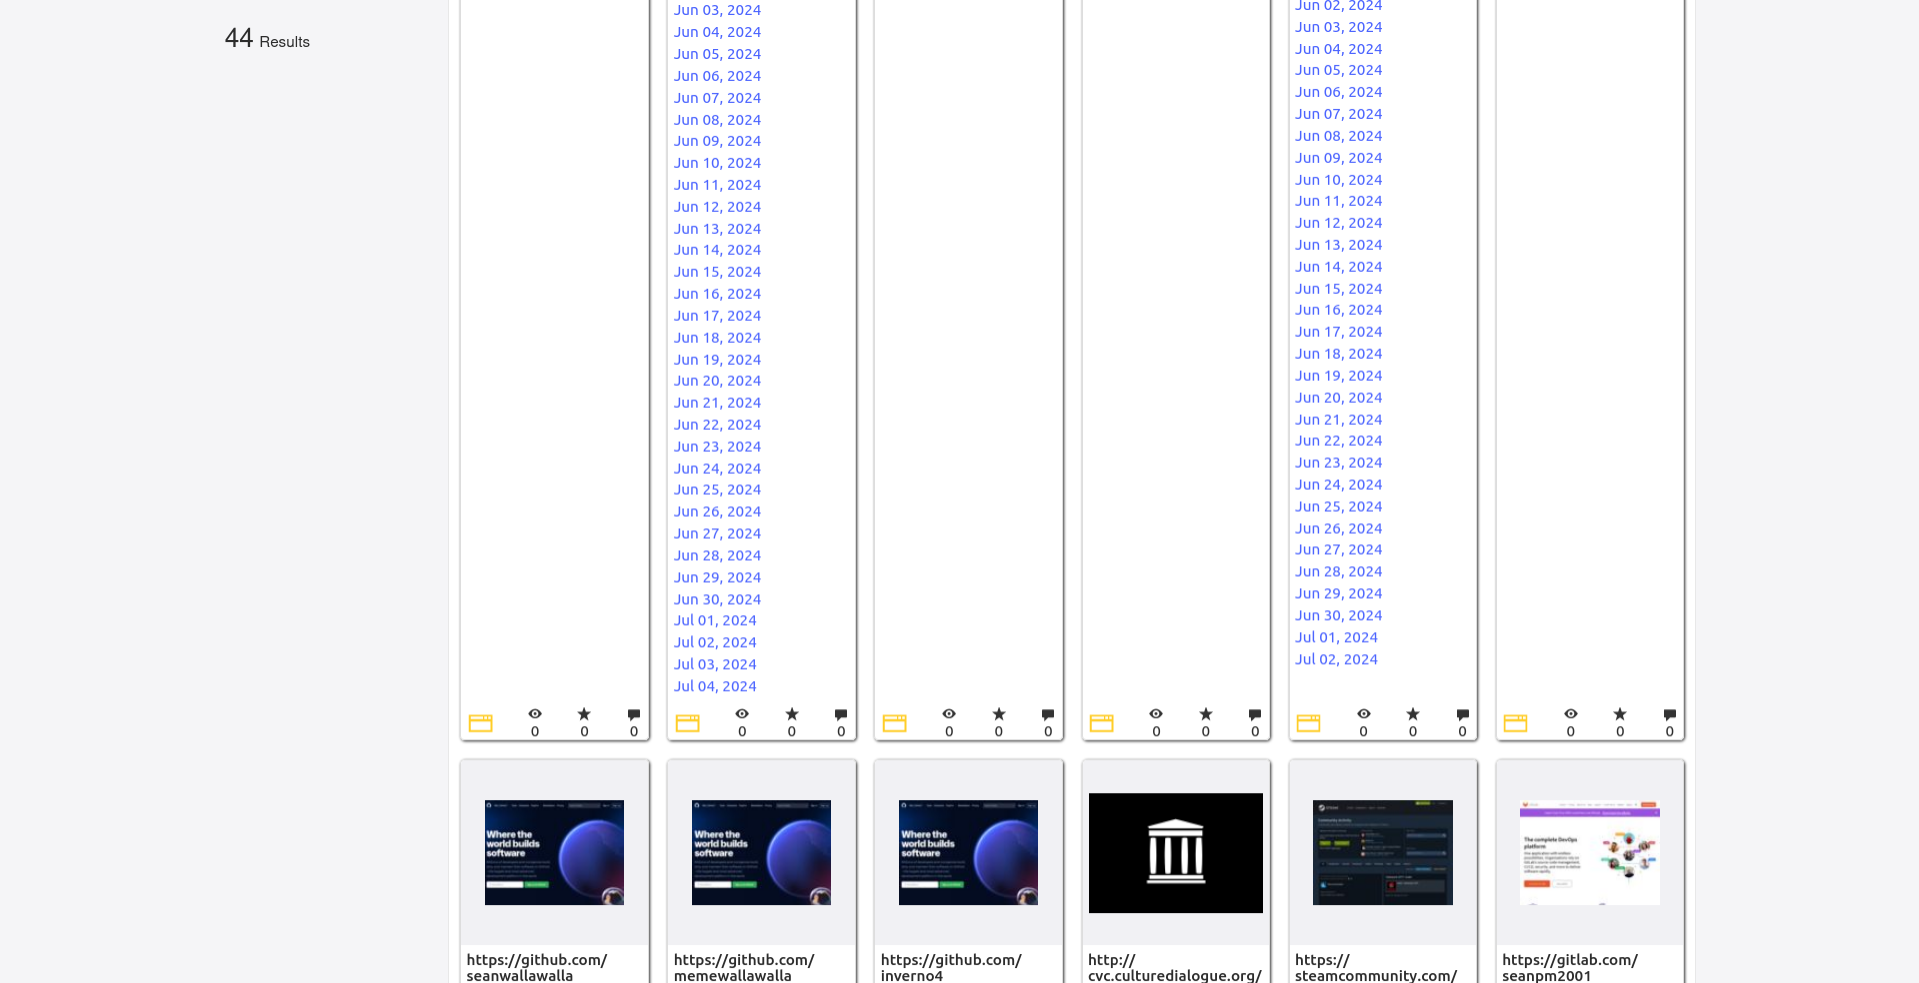 44 Results
Jun 03, 2024
Jun 04, 2024
Jun 05, 2024
Jun 06, 2024
Jun 07, 2024
Jun 08, 2024
Jun 09, 2024
Jun 10, 2024
Jun 11, 2024
Jun 12, 2024
Jun 13, 2024
Jun 14, 2024
Jun 15, 2024
Jun 16, 2024
Jun 17, 2024
Jun 18, 2024
Jun 19, 2024
Jun 20, 2024
Jun 21, 2024
Jun 22, 2024
Jun 23, 2024
Jun 24, 2024
Jun 25, 2024
Jun 26, 2024
Jun 27, 2024
Jun 28, 2024
Jun 29, 2024
Jun 30, 2024
Jul 01, 2024
Jul 02, 2024
Jul 03, 2024
Jul 04, 2024
Jun 02, 2024
Jun 03, 2024
Jun 04, 2024
Jun 05, 2024
Jun 06, 2024
Jun 07, 2024
Jun 08, 2024
Jun 09, 2024
Jun 10, 2024
Jun 11, 2024
Jun 12, 2024
Jun 13, 2024
Jun 14, 2024
Jun 15, 2024
Jun 16, 2024
Jun 17, 2024
Jun 18, 2024
Jun 19, 2024
Jun 20, 2024
Jun 21, 2024
Jun 22, 2024
Jun 23, 2024
Jun 24, 2024
Jun 25, 2024
Jun 26, 2024
Jun 27, 2024
Jun 28, 2024
Jun 29, 2024
Jun 30, 2024
Jul 01, 2024
Jul 02, 2024
0 0 0
0 0 0
0 0 0
0 0 0
0 0 0
0 0 0
Where the
world builds
software
https://github.com/
seanwallawalla
Where the
world builds
software
https://github.com/
memewallawalla
Where the
world builds
software
https://github.com/
inverno4
http://
cvc.culturedialogue.org/
Community Activity
https://
steamcommunity.com/
The complete DevOps
platform
https://gitlab.com/
seanpm2001